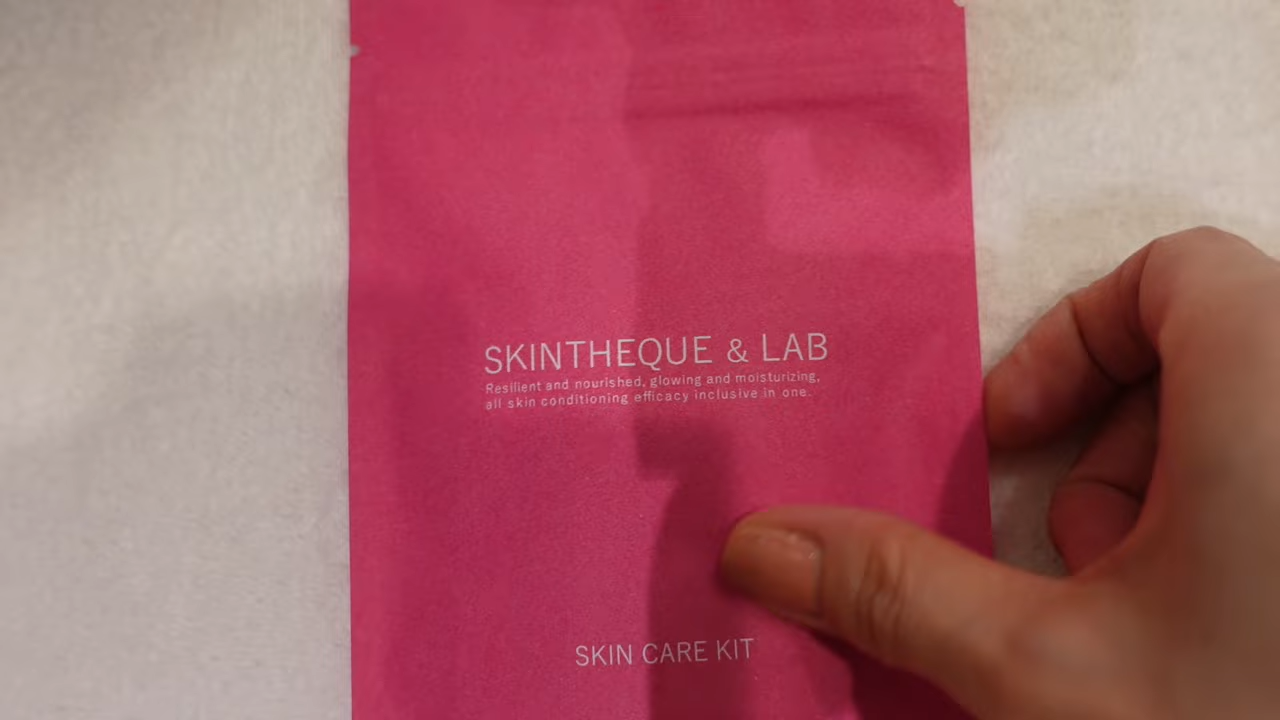 SKINTHEQUE & LAB
Resilient and nourished, glowing and moisturizing,
all skin conditioning efficacy inclusive in one.
SKIN CARE KIT